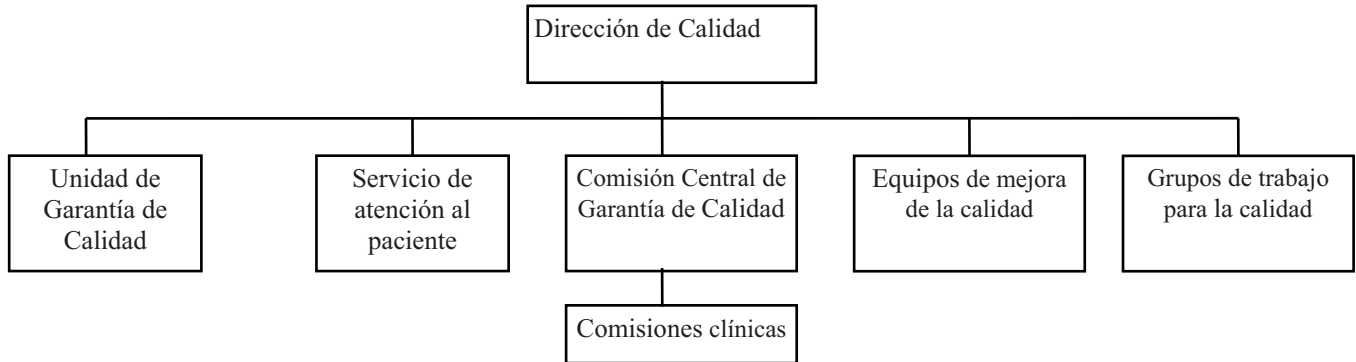 Dirección de Calidad
Unidad de
Garantía de
Calidad
Servicio de
atención al
paciente
Comisión Central de
Garantía de Calidad
Equipos de mejora
de la calidad
Grupos de trabajo
para la calidad
Comisiones clínicas